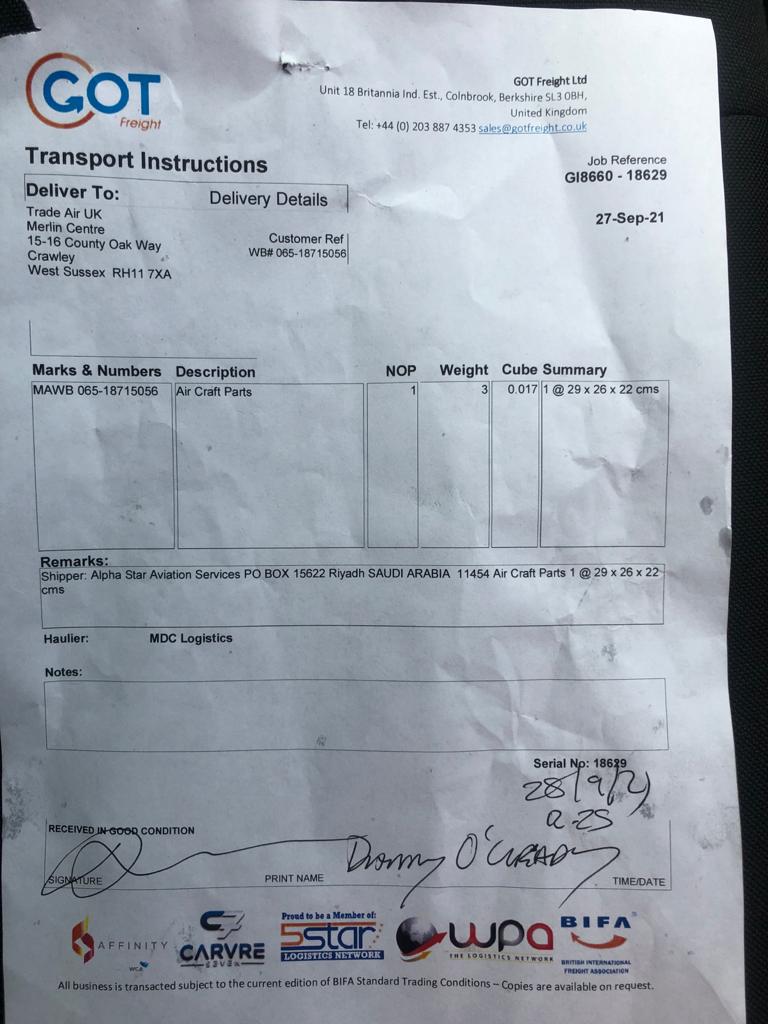 GOT
Freight
GOT Freight Ltd
Unit 18 Britannia Ind. Est., Colnbrook, Berkshire SL3 0BH,
United Kingdom
Tel: +44 (0) 203 887 4353 sales@gotfreight.co.uk
Transport Instructions
Job Reference
GI8660 - 18629
27-Sep-21
Deliver To:
Delivery Details
Trade Air UK
Merlin Centre
15-16 County Oak Way
Crawley
West Sussex RH11 7XA
Customer Ref
WB# 065-18715056
Marks & Numbers Description NOP Weight Cube Summary
MAWB 065-18715056 Air Craft Parts 1 3 0.017 1 @ 29 x 26 x 22 cms
Remarks:
Shipper: Alpha Star Aviation Services PO BOX 15622 Riyadh SAUDI ARABIA 11454 Air Craft Parts 1 @ 29 x 26 x 22
cms
Haulier: MDC Logistics
Notes:
Serial No: 18629
28/9/21
RECEIVED IN GOOD CONDITION
Danny
SIGNATURE
PRINT NAME
TIME/DATE
AFFINITY
WCA
CARVRE
SEVEN
Proud to be a Member of:
5star
LOGISTICS NETWORK
wpa
THE LOGISTICS NETWORK
BIFA
BRITISH INTERNATIONAL
FREIGHT ASSOCIATION
All business is transacted subject to the current edition of BIFA Standard Trading Conditions – Copies are available on request.